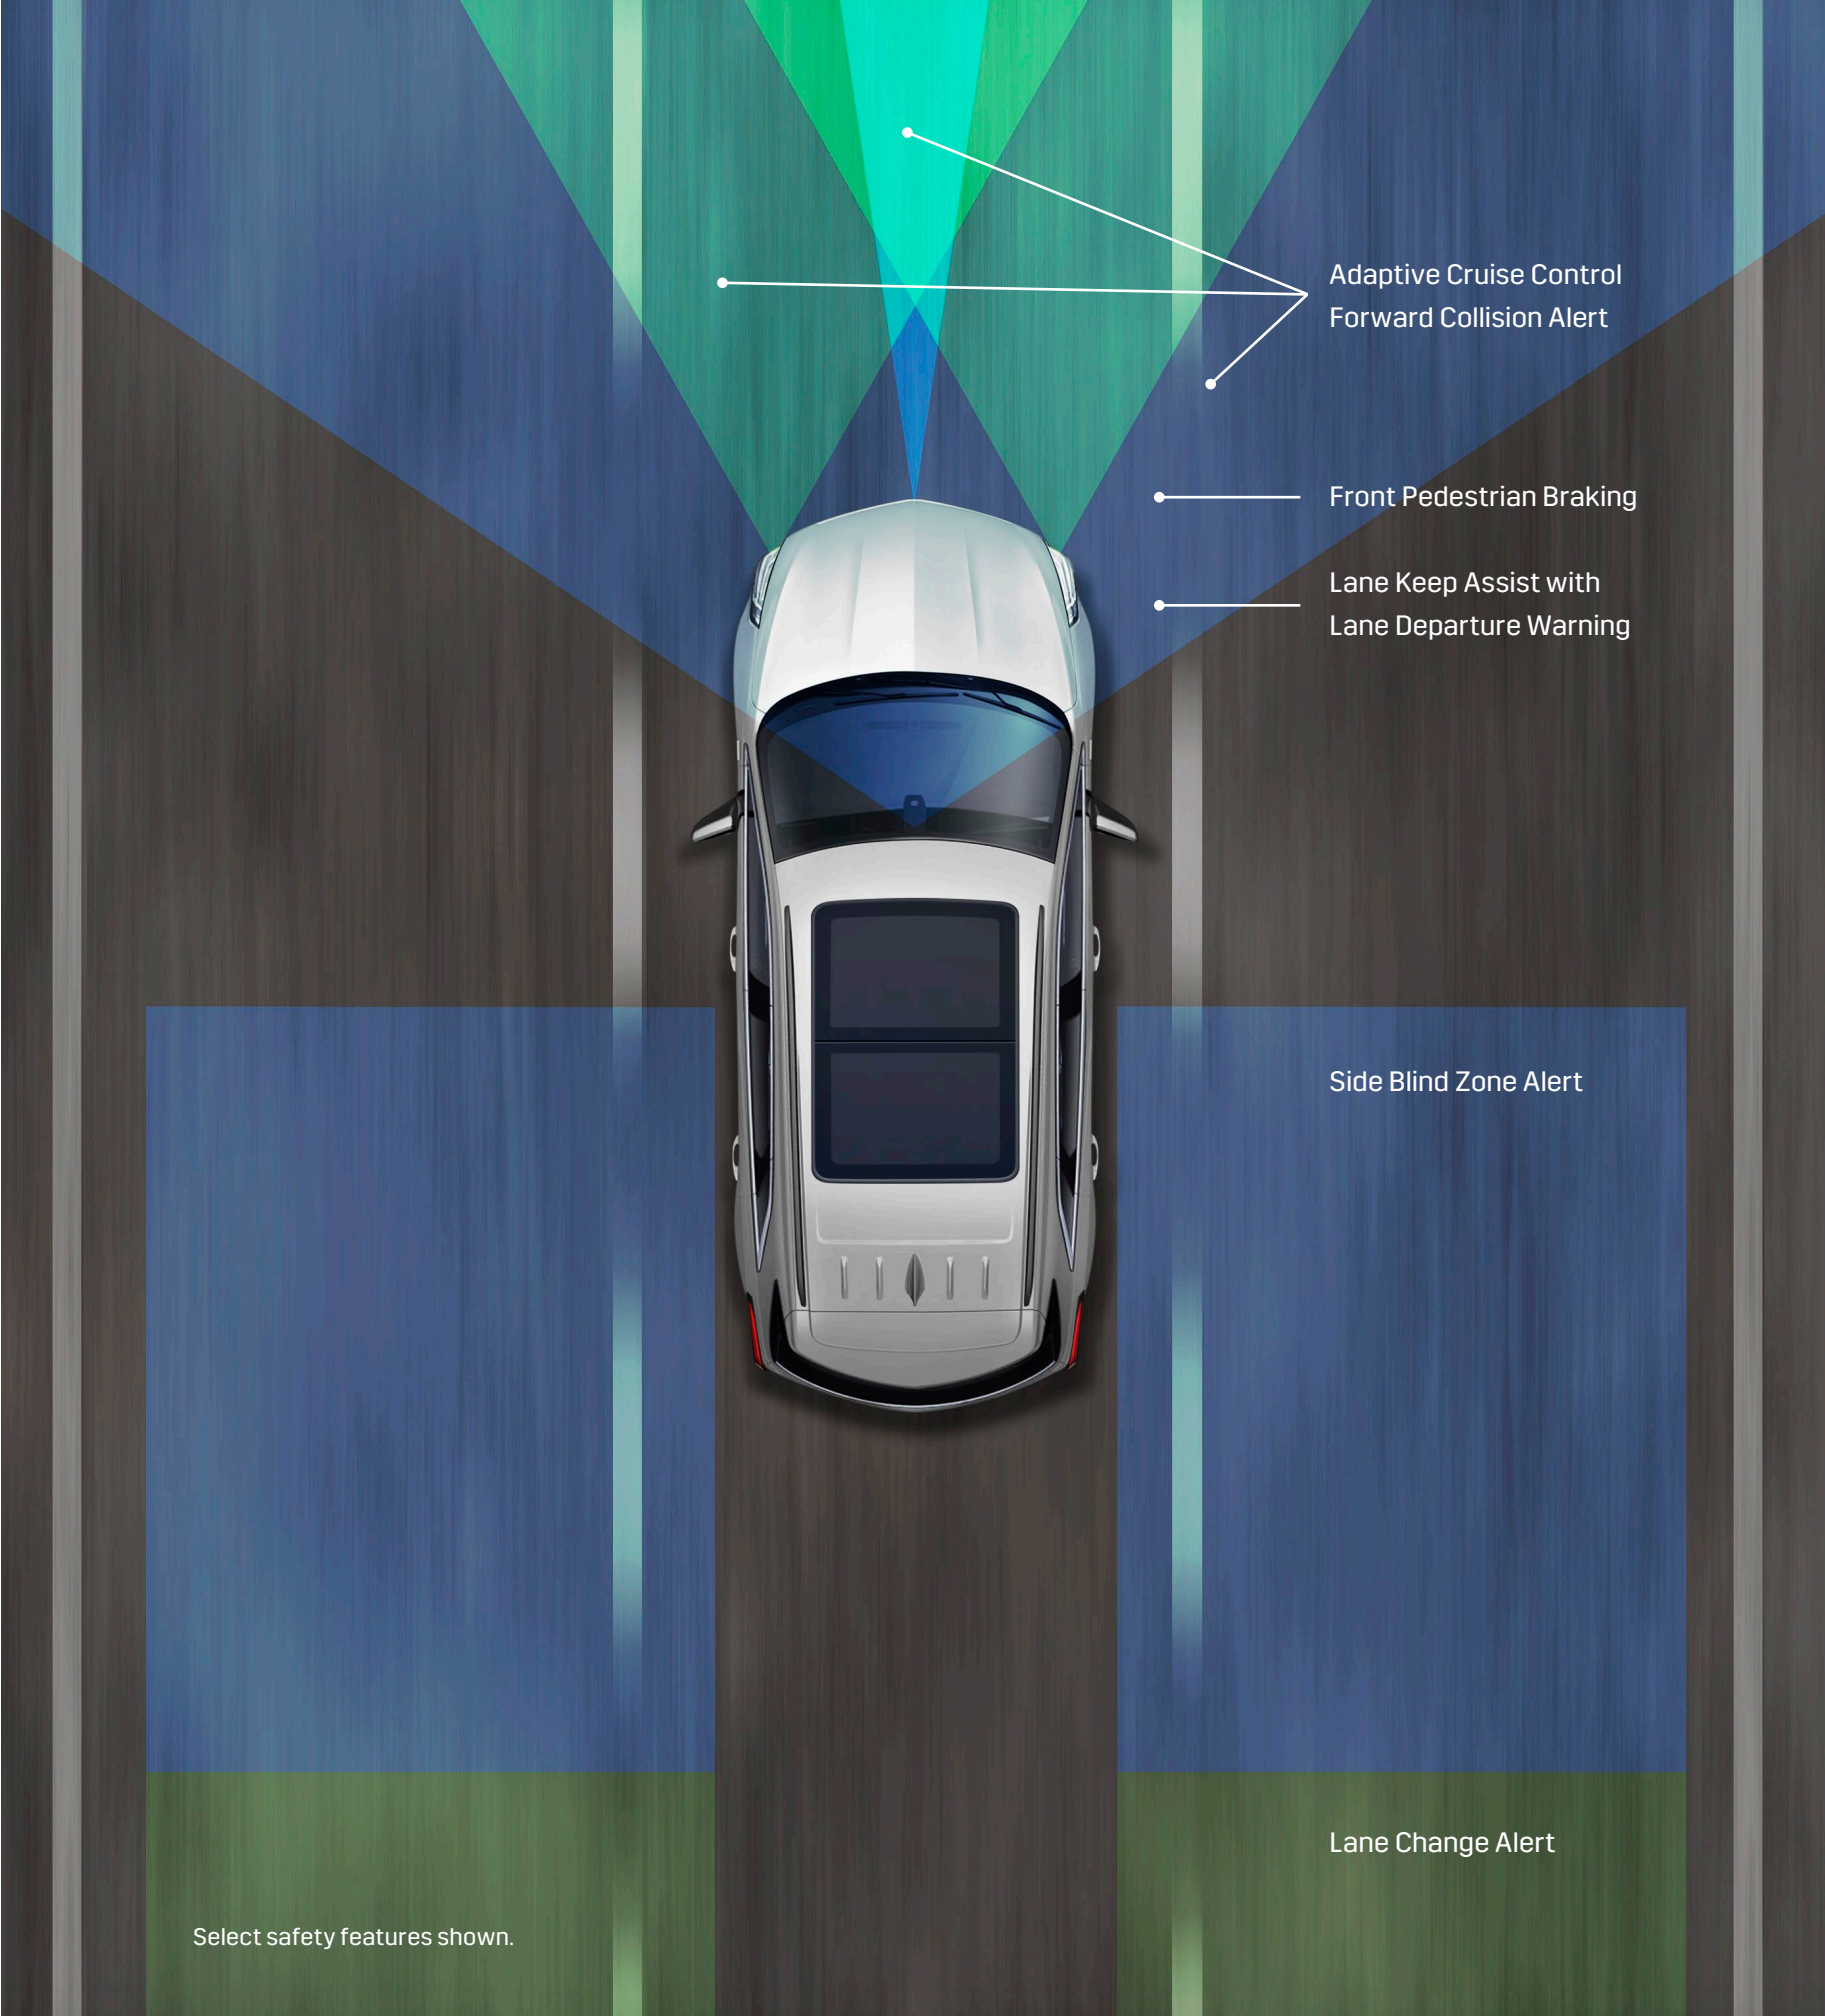 Adaptive Cruise Control
Forward Collision Alert
Front Pedestrian Braking
Lane Keep Assist with
Lane Departure Warning
Side Blind Zone Alert
Lane Change Alert
Select safety features shown.